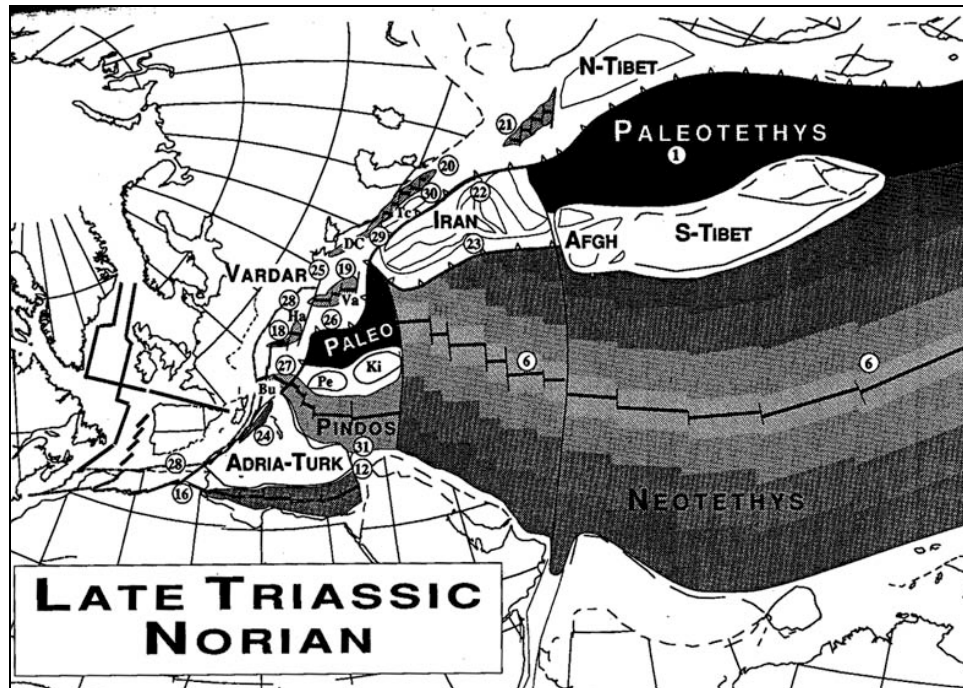 N-TIBET
21
PALEOTETHYS
1
20
30
Tc
22
IRAN
29
DC
23
AFGH
S-TIBET
VARDAR
25
19
28
Va
Ha
26
18
PALEO
27
6
6
Pe
Ki
Bu
PINDOS
24
31
28
ADRIA-TURK
12
16
NEOTETHYS
LATE TRIASSIC
NORIAN